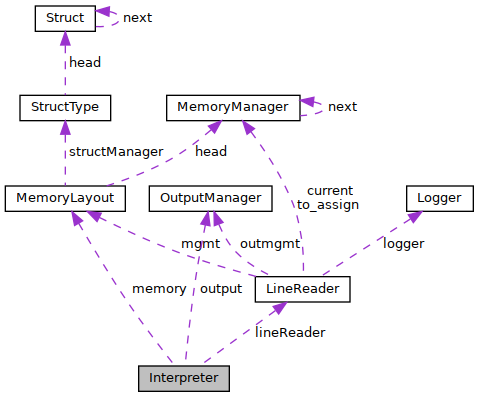 Struct
next
head
StructType
MemoryManager
next
structManager
head
current
to_assign
MemoryLayout
OutputManager
Logger
mgmt
outmgmt
logger
memory
output
LineReader
lineReader
Interpreter